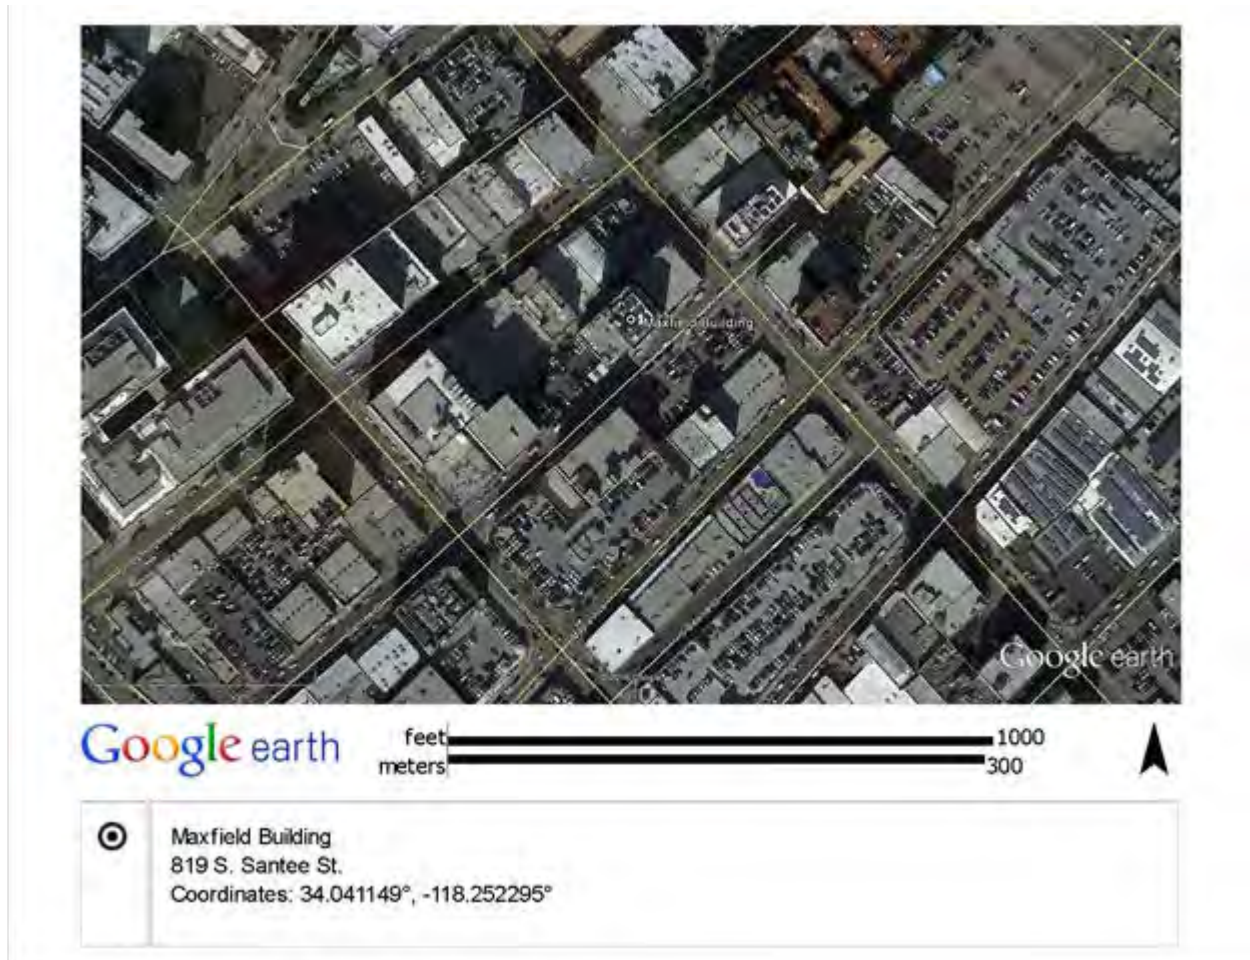 Maxfield Building
Google earth
Google earth
feet 1000
meters 300
Maxfield Building
819 S. Santee St.
Coordinates: 34.041149°, -118.252295°